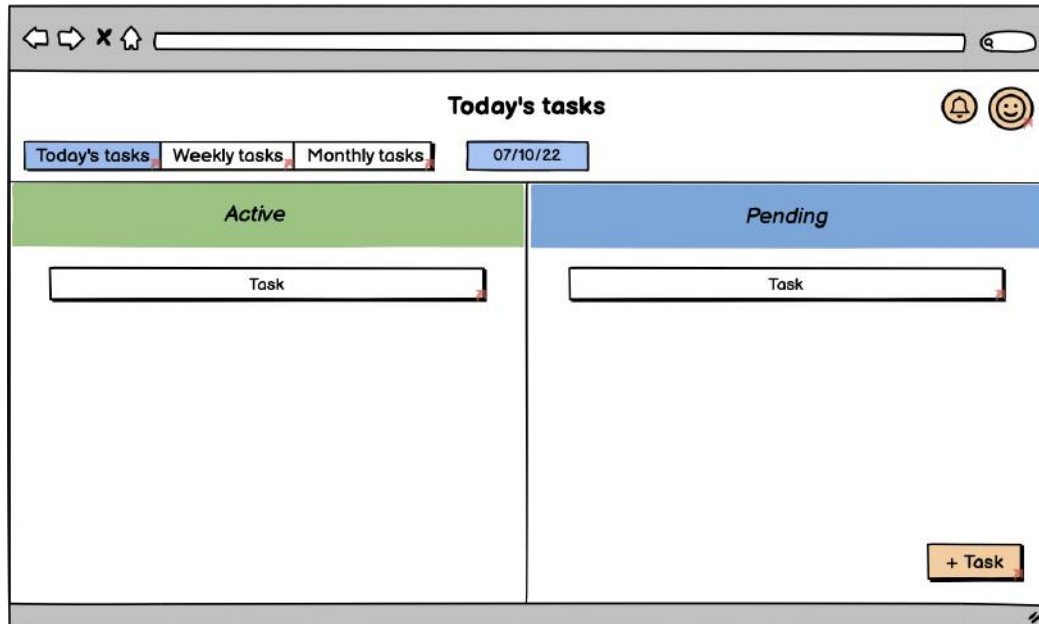 Today's tasks
Today's tasks Weekly tasks Monthly tasks 07/10/22
Active Pending
Task Task
+ Task